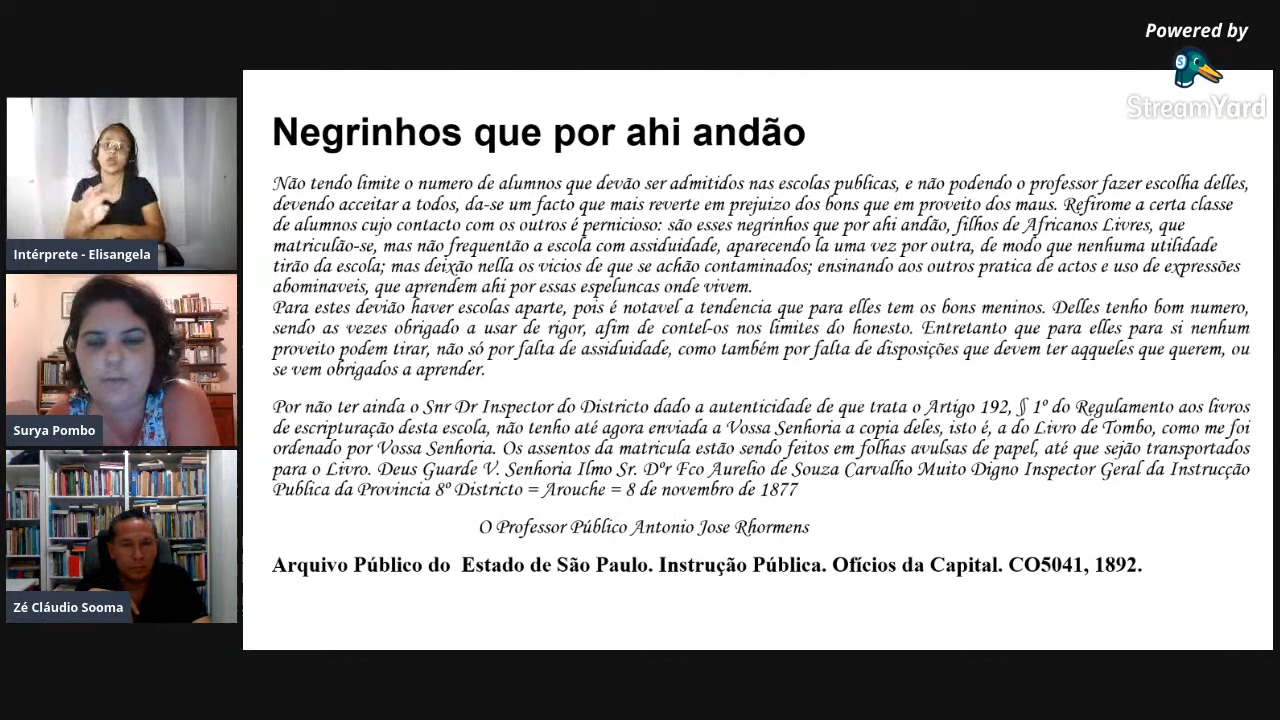 Powered by
StreamYard
Intérprete - Elisangela
Surya Pombo
Zé Cláudio Sooma
Negrinhos que por ahi andão
Não tendo limite o numero de alumnos que devão ser admitidos nas escolas publicas, e não podendo o professor fazer escolha delles,
devendo acceitar a todos, da-se um facto que mais reverte em prejuizo dos bons que em proveito dos maus. Refirome a certa classe
de alumnos cujo contacto com os outros é pernicioso: são esses negrinhos que por ahi andão, filhos de Africanos Livres, que
matriculão-se, mas não frequentão a escola com assiduidade, aparecendo la uma vez por outra, de modo que nenhuma utilidade
tirão da escola; mas deixão nella os vicios de que se achão contaminados; ensinando aos outros pratica de actos e uso de expressões
abominaveis, que aprendem ahi por essas espeluncas onde vivem.
Para estes devião haver escolas aparte, pois é notavel a tendencia que para elles tem os bons meninos. Delles tenho bom numero,
sendo as vezes obrigado a usar de rigor, afim de contel-os nos limites do honesto. Entretanto que para elles para si nenhum
proveito podem tirar, não só por falta de assiduidade, como também por falta de disposições que devem ter aqqueles que querem, ou
se vem obrigados a aprender.
Por não ter ainda o Snr Dr Inspector do Districto dado a autenticidade de que trata o Artigo 192, § 1º do Regulamento aos livros
de escripturação desta escola, não tenho até agora enviada a Vossa Senhoria a copia deles, isto é, a do Livro de Tombo, como me foi
ordenado por Vossa Senhoria. Os assentos da matricula estão sendo feitos em folhas avulsas de papel, até que sejão transportados
para o Livro. Deus Guarde V. Senhoria Ilmo Sr. Dºr Fco Aurelio de Souza Carvalho Muito Digno Inspector Geral da Instrucção
Publica da Provincia 8º Districto = Arouche = 8 de novembro de 1877
O Professor Público Antonio Jose Rhormens
Arquivo Público do Estado de São Paulo. Instrução Pública. Ofícios da Capital. CO5041, 1892.